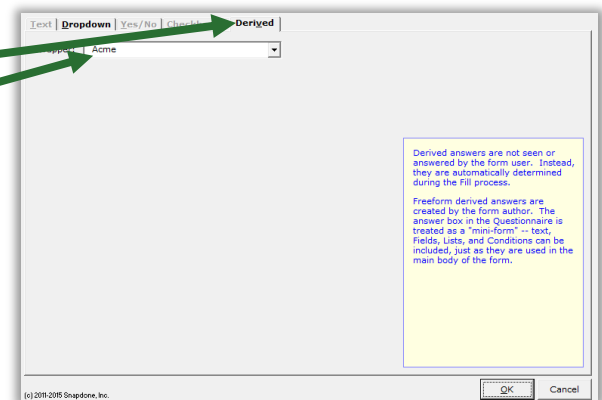 Text | Dropdown | Yes/No | Derived
Acme
Derived answers are not seen or
answered by the form user. Instead,
they are automatically determined
during the Fill process.
Freeform derived answers are
created by the form author. The
answer box in the Questionnaire is
treated as a "mini-form" -- text,
Fields, Lists, and Conditions can be
included, just as they are used in the
main body of the form.
(c) 2011-2015 Snapdone, Inc.
OK Cancel